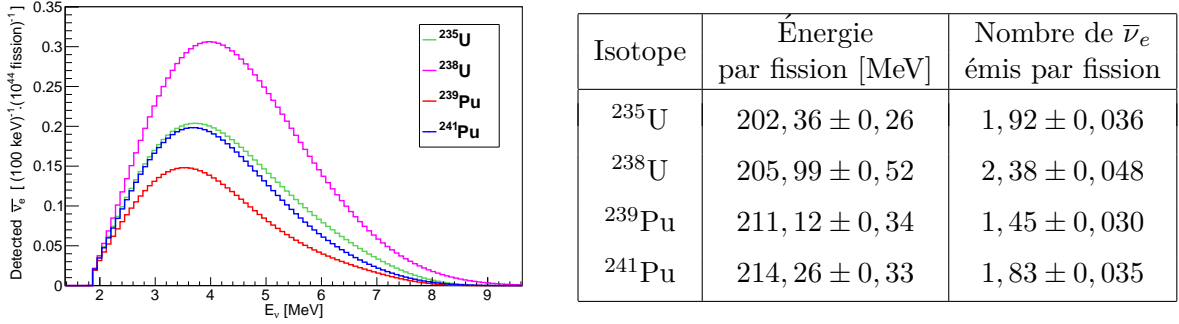 Detected ν̅ₑ [ (100 keV)⁻¹.(10⁴⁴ fission)⁻¹]
0.35
0.3
0.25
0.2
0.15
0.1
0.05
0
2 3 4 5 6 7 8 9
Eᵥ [MeV]
²³⁵U
²³⁸U
²³⁹Pu
²⁴¹Pu
Isotope | Énergie par fission [MeV] | Nombre de ν̅ₑ émis par fission
²³⁵U 202,36 ± 0,26 1,92 ± 0,036
²³⁸U 205,99 ± 0,52 2,38 ± 0,048
²³⁹Pu 211,12 ± 0,34 1,45 ± 0,030
²⁴¹Pu 214,26 ± 0,33 1,83 ± 0,035